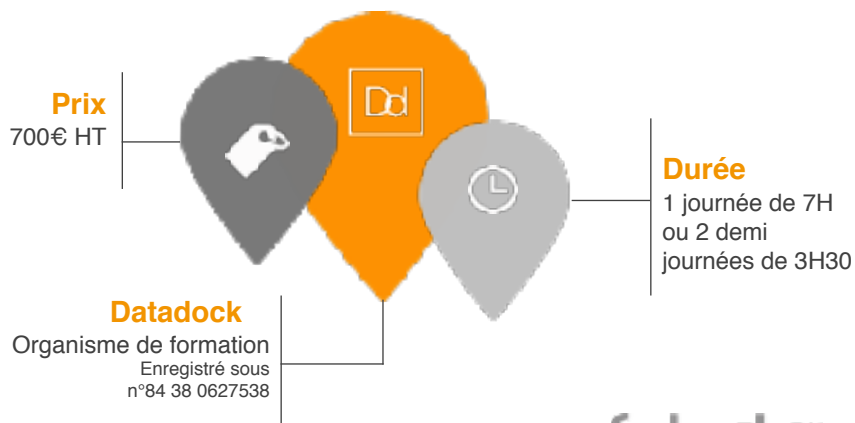 Prix
700€ HT
Dd
Durée
1 journée de 7H
ou 2 demi
journées de 3H30
Datadock
Organisme de formation
Enregistré sous
n°84 38 0627538